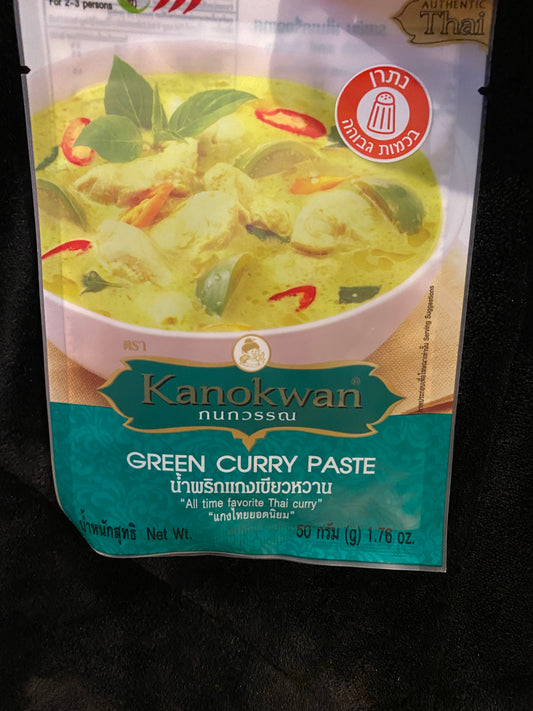 For 2-3 persons
AUTHENTIC
Thai
נתרן
בכמות גבוהה
Serving Suggestions
ตรา
Kanokwan®
กนกวรรณ
GREEN CURRY PASTE
น้ำพริกแกงเขียวหวาน
"All time favorite Thai curry"
"แกงไทยยอดนิยม"
น้ำหนักสุทธิ Net Wt. 50 กรัม (g) 1.76 oz.